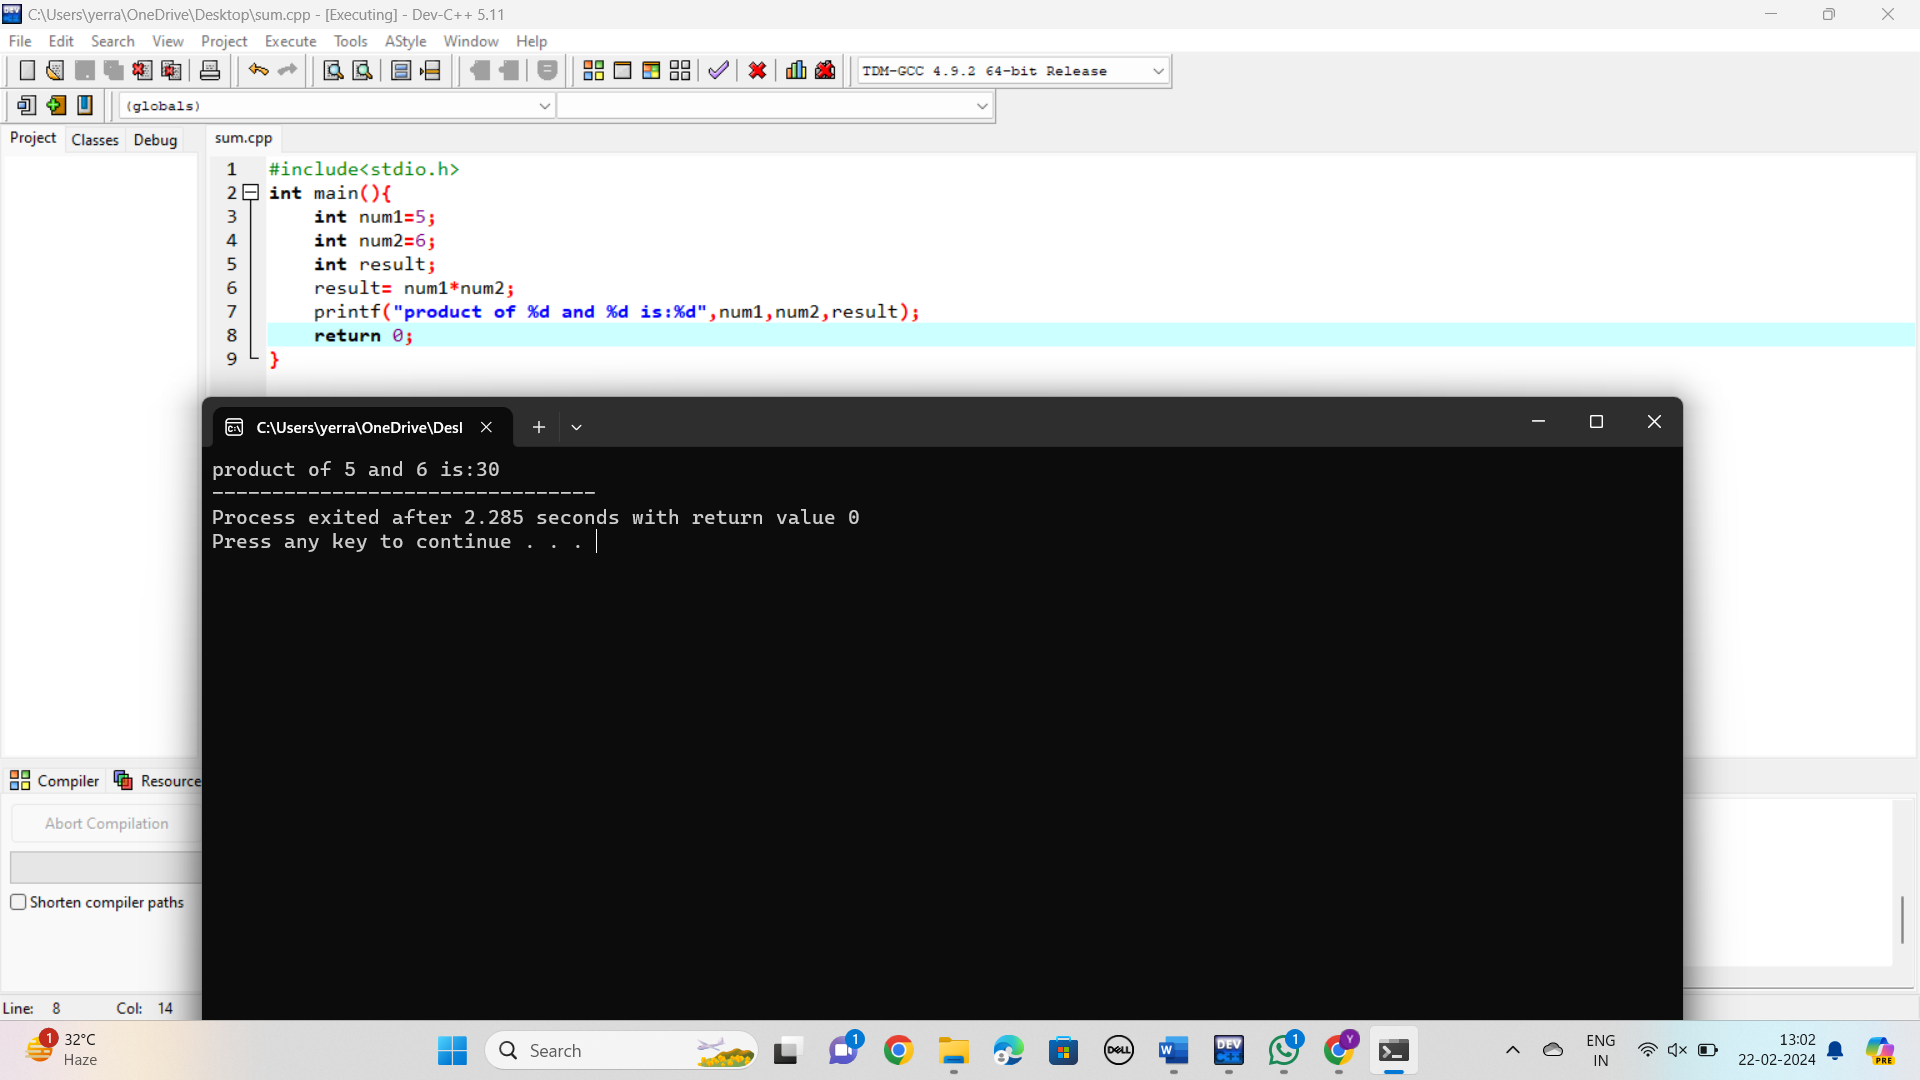 C:\Users\yerra\OneDrive\Desktop\sum.cpp - [Executing] - Dev-C++ 5.11
File Edit Search View Project Execute Tools AStyle Window Help
TDM-GCC 4.9.2 64-bit Release
(globals)
Project Classes Debug sum.cpp
1 #include<stdio.h>
2 int main(){
3 int num1=5;
4 int num2=6;
5 int result;
6 result= num1*num2;
7 printf("product of %d and %d is:%d",num1,num2,result);
8 return 0;
9 }
C:\Users\yerra\OneDrive\Desl
product of 5 and 6 is:30
--------------------------------
Process exited after 2.285 seconds with return value 0
Press any key to continue . . .
Compiler Resource
Abort Compilation
Shorten compiler paths
Line: 8 Col: 14
1 32°C
Haze
Search
1
DELL
W
DEV C++
1
Y
ENG
IN
13:02
22-02-2024
PRE